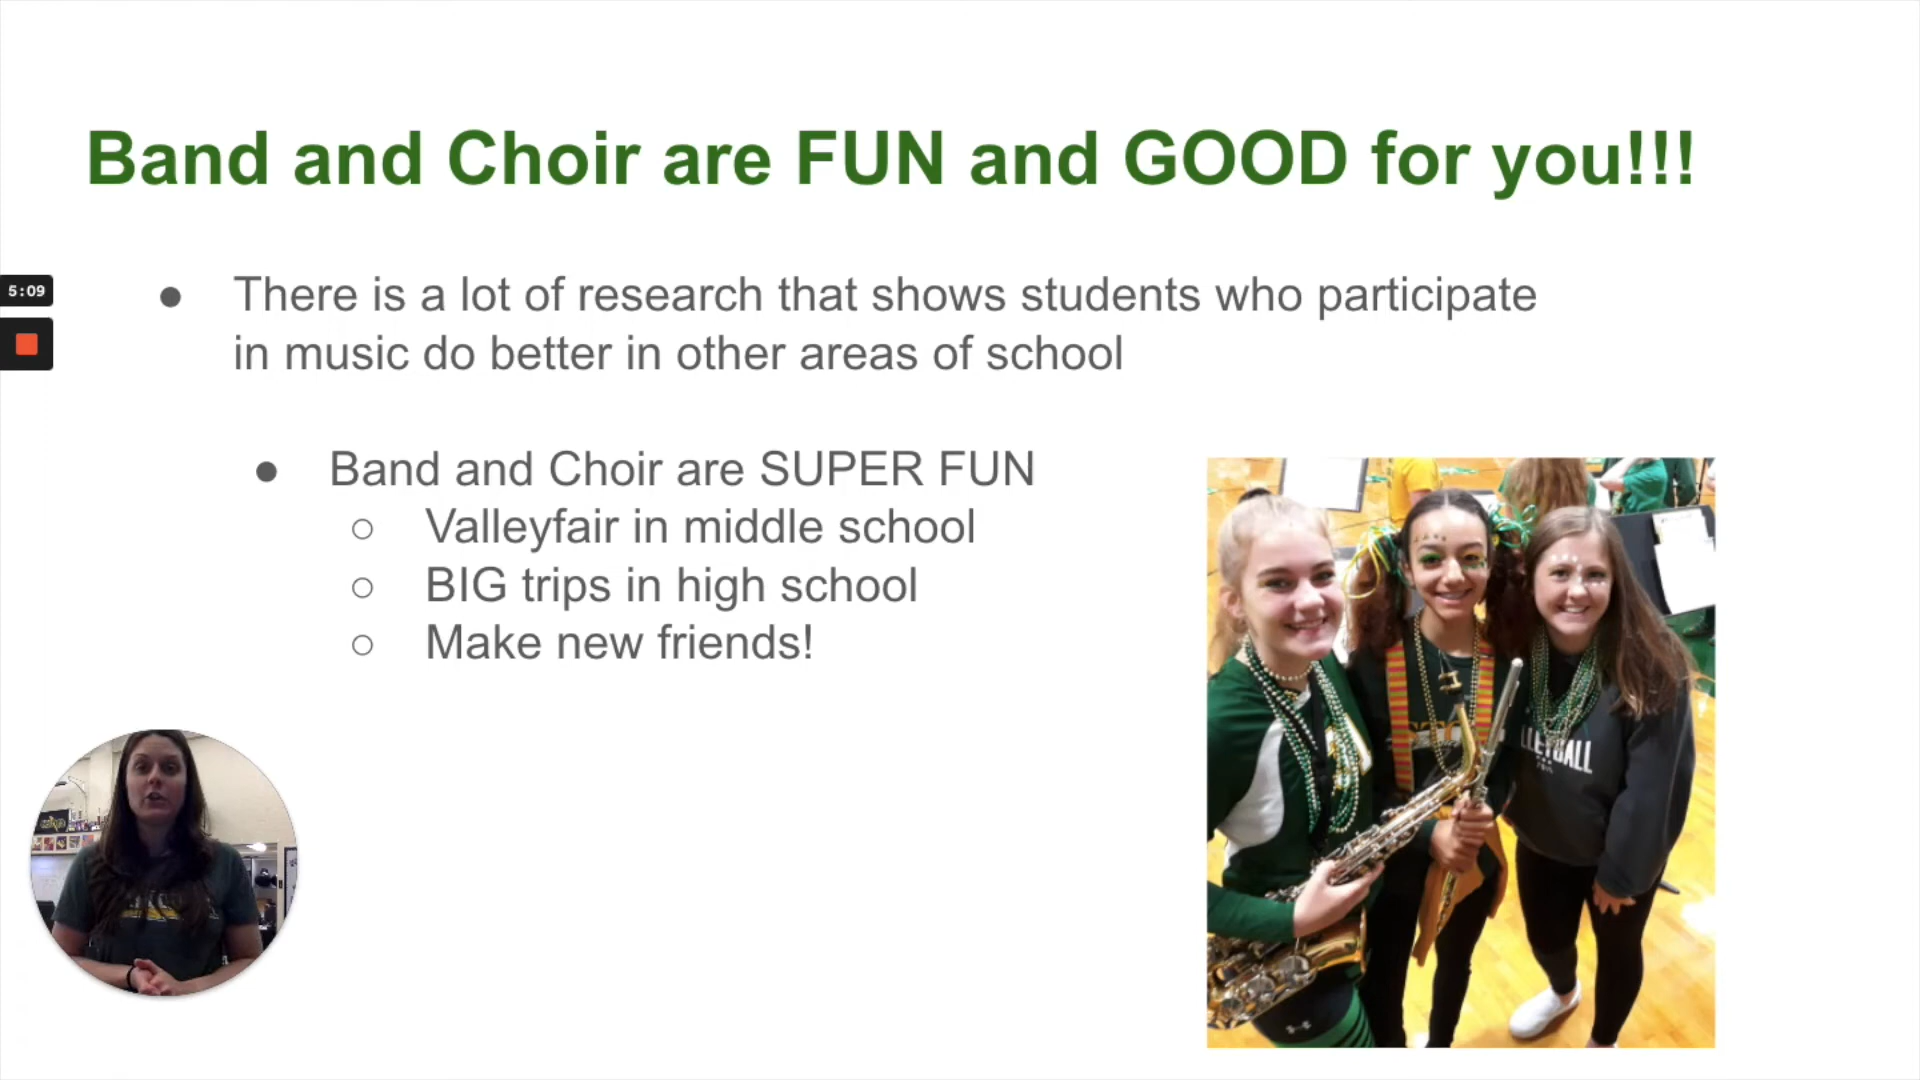 Band and Choir are FUN and GOOD for you!!!
5:09
● There is a lot of research that shows students who participate
in music do better in other areas of school
● Band and Choir are SUPER FUN
○ Valleyfair in middle school
○ BIG trips in high school
○ Make new friends!